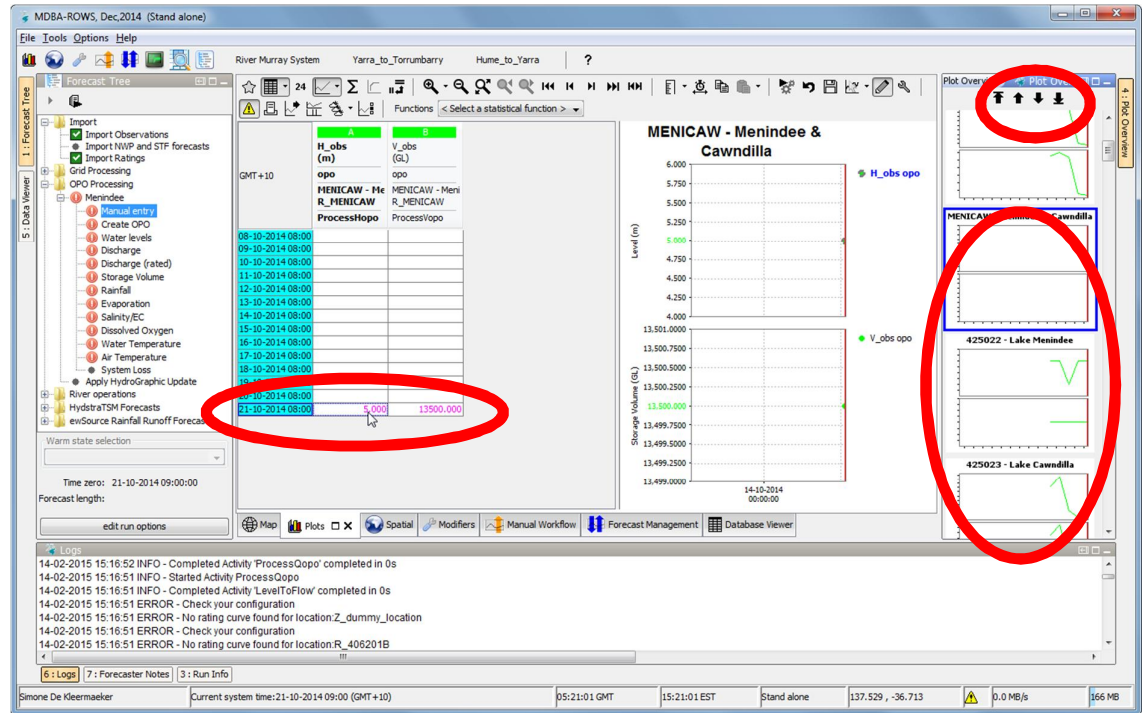 MDBA-ROWS, Dec,2014 (Stand alone)
File Tools Options Help
River Murray System Yarra_to_Torrumbarry Hume_to_Yarra ?
1 : Forecast Tree
5 : Data Viewer
Forecast Tree
Import
Import Observations
Import NWP and STF forecasts
Import Ratings
Grid Processing
OPO Processing
Menindee
Manual entry
Create OPO
Water levels
Discharge
Discharge (rated)
Storage Volume
Rainfall
Evaporation
Salinity/EC
Dissolved Oxygen
Water Temperature
Air Temperature
System Loss
Apply HydroGraphic Update
River operations
HydstraTSM Forecasts
ewSource Rainfall Runoff Forecas
Warm state selection
Time zero: 21-10-2014 09:00:00
Forecast length:
edit run options
24
Functions < Select a statistical function >
A B
GMT+10
H_obs V_obs
(m) (GL)
opo opo
MENICAW - Me MENICAW - Meni
R_MENICAW R_MENICAW
ProcessHopo ProcessVopo
08-10-2014 08:00
09-10-2014 08:00
10-10-2014 08:00
11-10-2014 08:00
12-10-2014 08:00
13-10-2014 08:00
14-10-2014 08:00
15-10-2014 08:00
16-10-2014 08:00
17-10-2014 08:00
18-10-2014 08:00
21-10-2014 08:00 5.000 13500.000
MENICAW - Menindee &
Cawndilla
Level (m)
6.000
5.750
5.500
5.250
5.000
4.750
4.500
4.250
4.000
H_obs opo
Storage Volume (GL)
13,501.0000
13,500.7500
13,500.5000
13,500.2500
13,500.000
13,499.7500
13,499.5000
13,499.2500
13,499.0000
V_obs opo
14-10-2014
00:00:00
Map Plots Spatial Modifiers Manual Workflow Forecast Management Database Viewer
Plot Overvi
4 : Plot Overview
425022 - Lake Menindee
425023 - Lake Cawndilla
Logs
14-02-2015 15:16:52 INFO - Completed Activity 'ProcessQopo' completed in 0s
14-02-2015 15:16:51 INFO - Started Activity ProcessQopo
14-02-2015 15:16:51 INFO - Completed Activity 'LevelToFlow' completed in 0s
14-02-2015 15:16:51 ERROR - Check your configuration
14-02-2015 15:16:51 ERROR - No rating curve found for location:Z_dummy_location
14-02-2015 15:16:51 ERROR - Check your configuration
14-02-2015 15:16:51 ERROR - No rating curve found for location:R_406201B
6 : Logs 7 : Forecaster Notes 3 : Run Info
Simone De Kleermaeker Current system time:21-10-2014 09:00 (GMT+10) 05:21:01 GMT 15:21:01 EST Stand alone 137.529 , -36.713 0.0 MB/s 166 MB